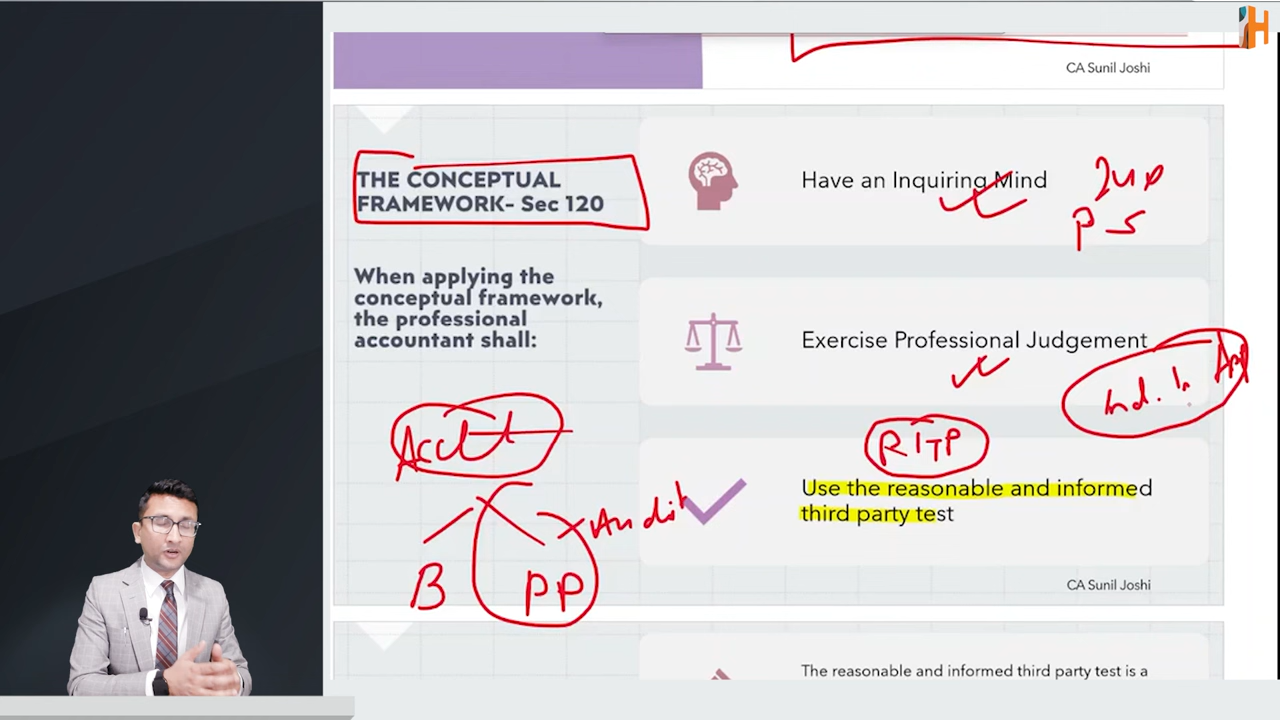 CA Sunil Joshi
THE CONCEPTUAL
FRAMEWORK- Sec 120
When applying the
conceptual framework,
the professional
accountant shall:
Have an Inquiring Mind
Exercise Professional Judgement
RITP
Use the reasonable and informed
third party test
Audit
B
PP
CA Sunil Joshi
The reasonable and informed third party test is a
H